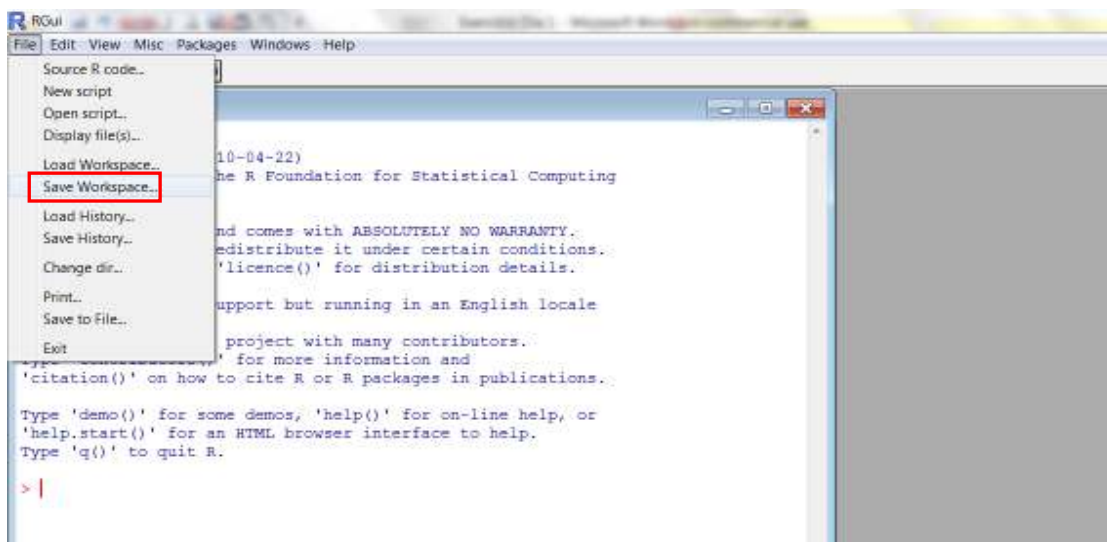 RGui
File Edit View Misc Packages Windows Help
Source R code...
New script
Open script...
Display file(s)...
Load Workspace...
Save Workspace...
Load History...
Save History...
Change dir...
Print...
Save to File...
Exit
10-04-22)
he R Foundation for Statistical Computing
nd comes with ABSOLUTELY NO WARRANTY.
edistribute it under certain conditions.
'licence()' for distribution details.
upport but running in an English locale
project with many contributors.
' for more information and
'citation()' on how to cite R or R packages in publications.
Type 'demo()' for some demos, 'help()' for on-line help, or
'help.start()' for an HTML browser interface to help.
Type 'q()' to quit R.
>